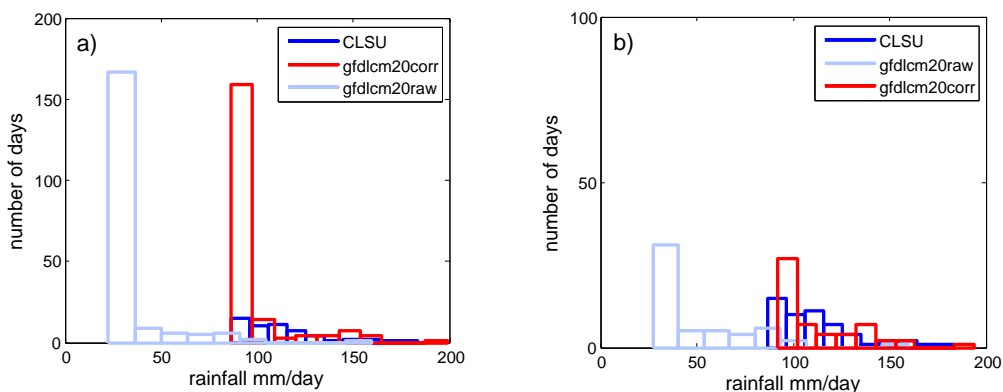 a)
CLSU
gfdlcm20corr
gfdlcm20raw
200
150
100
50
0
number of days
0 50 100 150 200
rainfall mm/day
b)
CLSU
gfdlcm20raw
gfdlcm20corr
100
50
0
number of days
0 50 100 150 200
rainfall mm/day